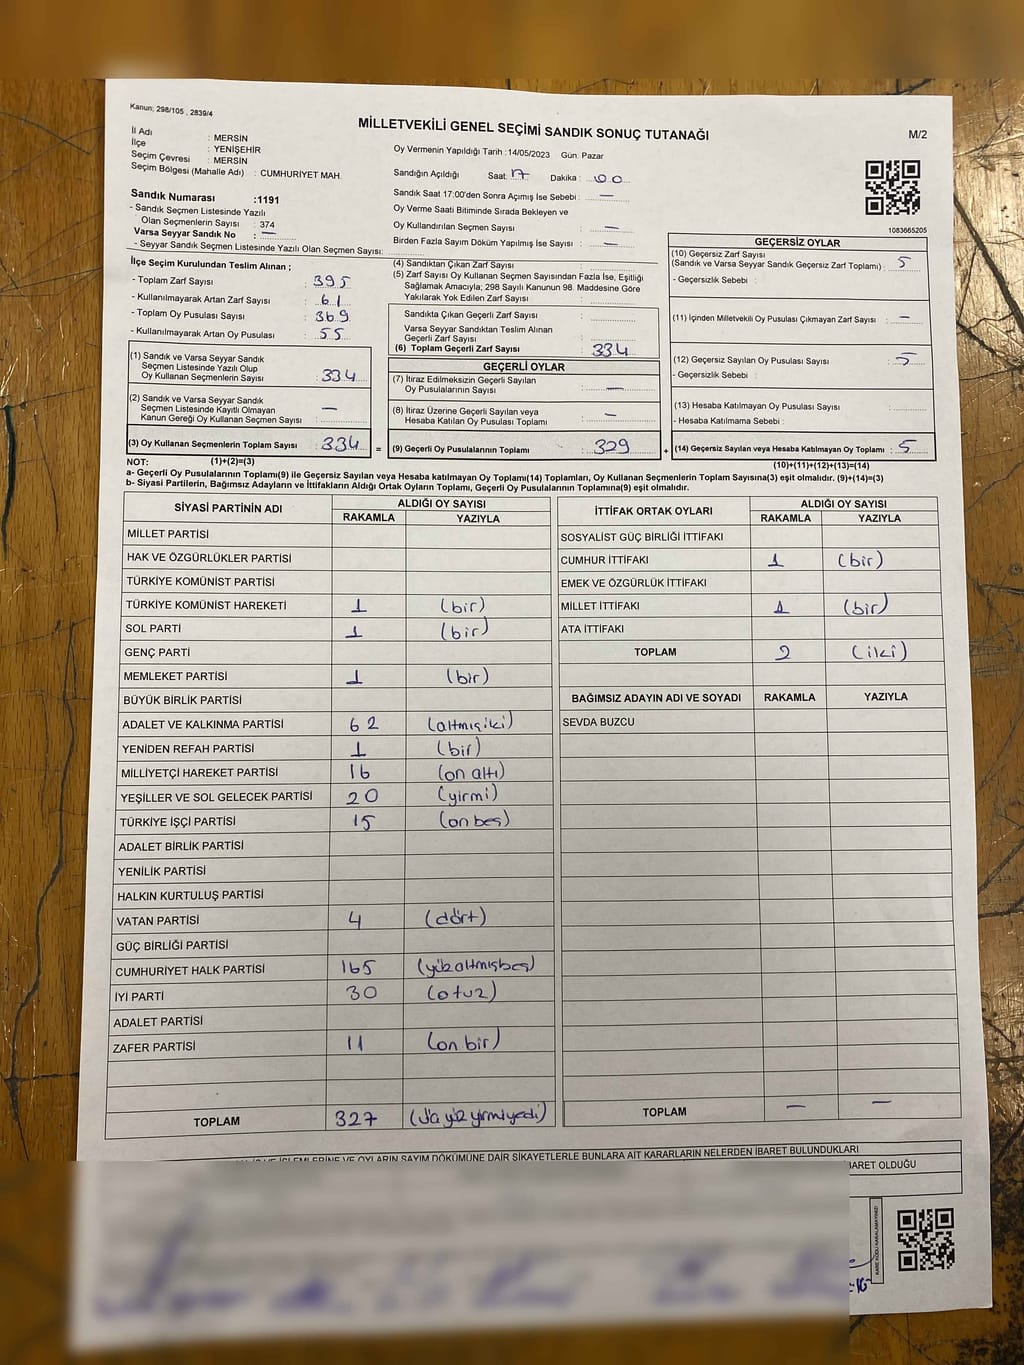 Kanun; 298/105 , 2839/4
MİLLETVEKİLİ GENEL SEÇİMİ SANDIK SONUÇ TUTANAĞI
M/2
İl Adı : MERSİN
İlçe : YENİŞEHİR
Seçim Çevresi : MERSİN
Seçim Bölgesi (Mahalle Adı) : CUMHURİYET MAH.
Oy Vermenin Yapıldığı Tarih :14/05/2023 Gün: Pazar
Sandığın Açıldığı Saat: 17 Dakika : 00
Sandık Saat 17:00'den Sonra Açımış İse Sebebi : —
Oy Verme Saati Bitiminde Sırada Bekleyen ve
Oy Kullandırılan Seçmen Sayısı : —
Birden Fazla Sayım Döküm Yapılmış İse Sayısı : —
1083665205
Sandık Numarası :1191
- Sandık Seçmen Listesinde Yazılı
Olan Seçmenlerin Sayısı : 374
Varsa Seyyar Sandık No : —
- Seyyar Sandık Seçmen Listesinde Yazılı Olan Seçmen Sayısı:
İlçe Seçim Kurulundan Teslim Alınan ;
- Toplam Zarf Sayısı : 395
- Kullanılmayarak Artan Zarf Sayısı : 61
- Toplam Oy Pusulası Sayısı : 369
- Kullanılmayarak Artan Oy Pusulası : 55
(1) Sandık ve Varsa Seyyar Sandık
Seçmen Listesinde Yazılı Olup
Oy Kullanan Seçmenlerin Sayısı : 334
(2) Sandık ve Varsa Seyyar Sandık
Seçmen Listesinde Kayıtlı Olmayan
Kanun Gereği Oy Kullanan Seçmen Sayısı : —
(3) Oy Kullanan Seçmenlerin Toplam Sayısı : 334 =
(4) Sandıktan Çıkan Zarf Sayısı :
(5) Zarf Sayısı Oy Kullanan Seçmen Sayısından Fazla İse, Eşitliği
Sağlamak Amacıyla; 298 Sayılı Kanunun 98. Maddesine Göre
Yakılarak Yok Edilen Zarf Sayısı :
Sandıkta Çıkan Geçerli Zarf Sayısı :
Varsa Seyyar Sandıktan Teslim Alınan
Geçerli Zarf Sayısı :
(6) Toplam Geçerli Zarf Sayısı : 334
GEÇERLİ OYLAR
(7) İtiraz Edilmeksizin Geçerli Sayılan
Oy Pusulalarının Sayısı : —
(8) İtiraz Üzerine Geçerli Sayılan veya
Hesaba Katılan Oy Pusulası Toplamı : —
(9) Geçerli Oy Pusulalarının Toplamı : 329 +
GEÇERSİZ OYLAR
(10) Geçersiz Zarf Sayısı
(Sandık ve Varsa Seyyar Sandık Geçersiz Zarf Toplamı) : 5
- Geçersizlik Sebebi :
(11) İçinden Milletvekili Oy Pusulası Çıkmayan Zarf Sayısı : —
(12) Geçersiz Sayılan Oy Pusulası Sayısı : 5
- Geçersizlik Sebebi :
(13) Hesaba Katılmayan Oy Pusulası Sayısı :
- Hesaba Katılmama Sebebi :
(14) Geçersiz Sayılan veya Hesaba Katılmayan Oy Toplamı : 5
NOT: (1)+(2)=(3)
(10)+(11)+(12)+(13)=(14)
a- Geçerli Oy Pusulalarının Toplamı(9) ile Geçersiz Sayılan veya Hesaba katılmayan Oy Toplamı(14) Toplamları, Oy Kullanan Seçmenlerin Toplam Sayısına(3) eşit olmalıdır. (9)+(14)=(3)
b- Siyasi Partilerin, Bağımsız Adayların ve İttifakların Aldığı Ortak Oyların Toplamı, Geçerli Oy Pusulalarının Toplamına(9) eşit olmalıdır.
SİYASİ PARTİNİN ADI ALDIĞI OY SAYISI
RAKAMLA YAZIYLA
MİLLET PARTİSİ
HAK VE ÖZGÜRLÜKLER PARTİSİ
TÜRKİYE KOMÜNİST PARTİSİ
TÜRKİYE KOMÜNİST HAREKETİ 1 (bir)
SOL PARTİ 1 (bir)
GENÇ PARTİ
MEMLEKET PARTİSİ 1 (bir)
BÜYÜK BİRLİK PARTİSİ
ADALET VE KALKINMA PARTİSİ 62 (altmışiki)
YENİDEN REFAH PARTİSİ 1 (bir)
MİLLİYETÇİ HAREKET PARTİSİ 16 (on altı)
YEŞİLLER VE SOL GELECEK PARTİSİ 20 (yirmi)
TÜRKİYE İŞÇİ PARTİSİ 15 (on beş)
ADALET BİRLİK PARTİSİ
YENİLİK PARTİSİ
HALKIN KURTULUŞ PARTİSİ
VATAN PARTİSİ 4 (dört)
GÜÇ BİRLİĞİ PARTİSİ
CUMHURİYET HALK PARTİSİ 165 (yüzaltmışbeş)
İYİ PARTİ 30 (otuz)
ADALET PARTİSİ
ZAFER PARTİSİ 11 (on bir)
TOPLAM 327 (üç yüz yirmiyedi)
İTTİFAK ORTAK OYLARI ALDIĞI OY SAYISI
RAKAMLA YAZIYLA
SOSYALİST GÜÇ BİRLİĞİ İTTİFAKI
CUMHUR İTTİFAKI 1 (bir)
EMEK VE ÖZGÜRLÜK İTTİFAKI
MİLLET İTTİFAKI 1 (bir)
ATA İTTİFAKI
TOPLAM 2 (iki)
BAĞIMSIZ ADAYIN ADI VE SOYADI RAKAMLA YAZIYLA
SEVDA BUZCU
TOPLAM — —
İŞLEMLERİNE VE OYLARIN SAYIM DÖKÜMÜNE DAİR ŞİKAYETLERLE BUNLARA AİT KARARLARIN NELERDEN İBARET BULUNDUKLARI
BARET OLDUĞU
KARE KODU KARALAMAYINIZ!